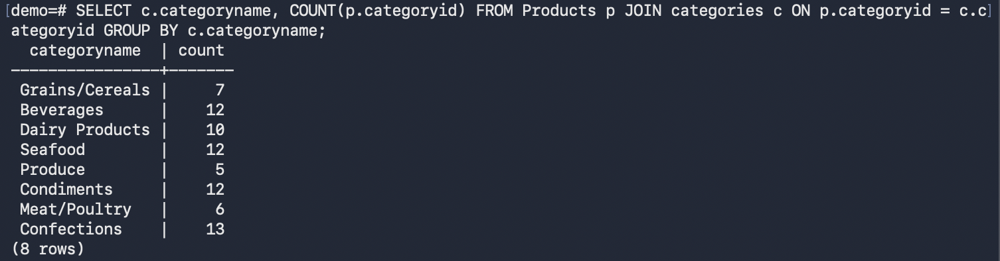 [demo=# SELECT c.categoryname, COUNT(p.categoryid) FROM Products p JOIN categories c ON p.categoryid = c.c]
ategoryid GROUP BY c.categoryname;
  categoryname  | count
----------------+-------
 Grains/Cereals |     7
 Beverages      |    12
 Dairy Products |    10
 Seafood        |    12
 Produce        |     5
 Condiments     |    12
 Meat/Poultry   |     6
 Confections    |    13
(8 rows)